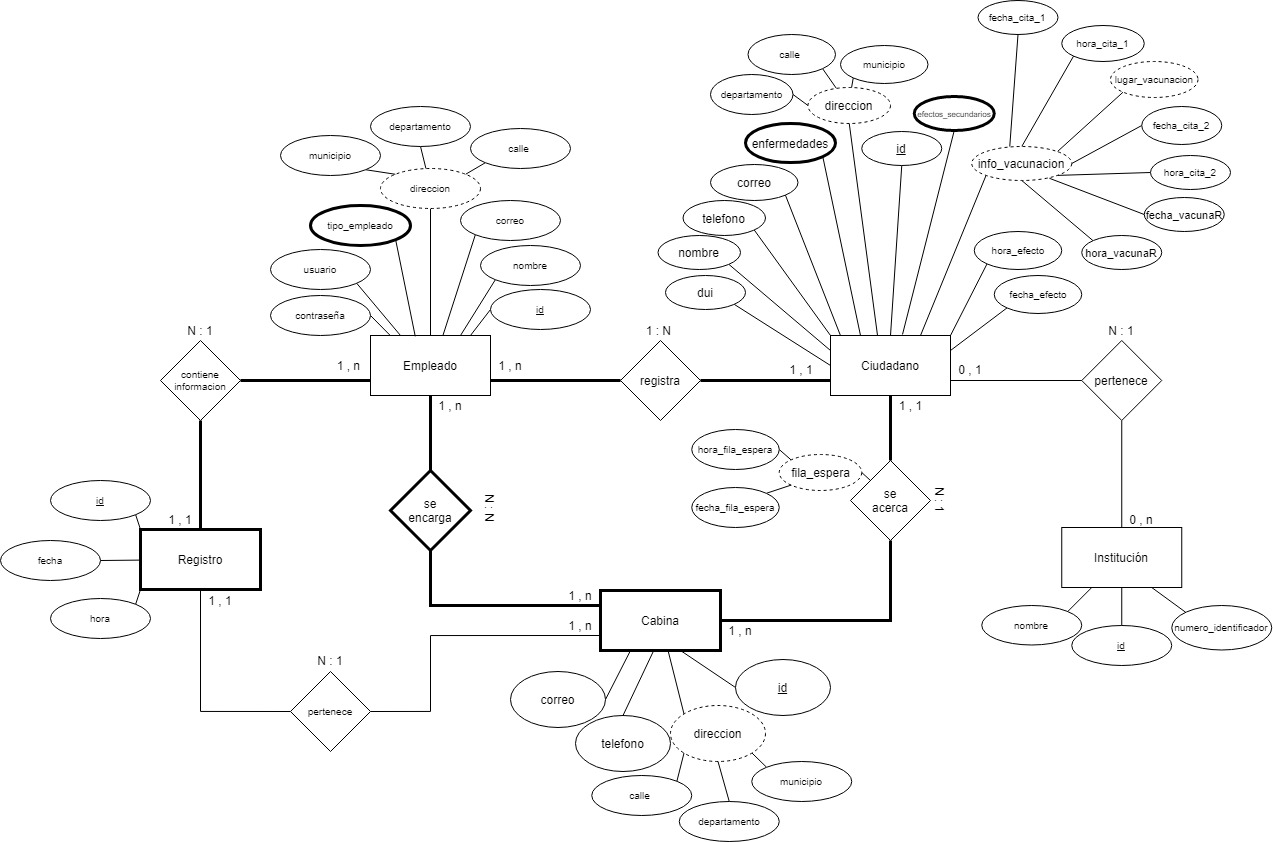 fecha_cita_1
hora_cita_1
lugar_vacunacion
fecha_cita_2
hora_cita_2
fecha_vacunaR
hora_vacunaR
info_vacunacion
calle
municipio
departamento
direccion
efectos_secundarios
enfermedades
id
correo
telefono
nombre
dui
hora_efecto
fecha_efecto
departamento
municipio
calle
direccion
tipo_empleado
correo
usuario
nombre
contraseña
id
N : 1
contiene
informacion
1 , n
Empleado
1 , n
1 : N
registra
1 , 1
Ciudadano
0 , 1
N : 1
pertenece
1 , n
1 , 1
hora_fila_espera
fila_espera
fecha_fila_espera
se
acerca
N : 1
se
encarga
N : N
id
fecha
hora
1 , 1
Registro
1 , 1
0 , n
Institución
nombre
id
numero_identificador
1 , n
1 , n
Cabina
1 , n
N : 1
pertenece
correo
telefono
id
direccion
calle
departamento
municipio